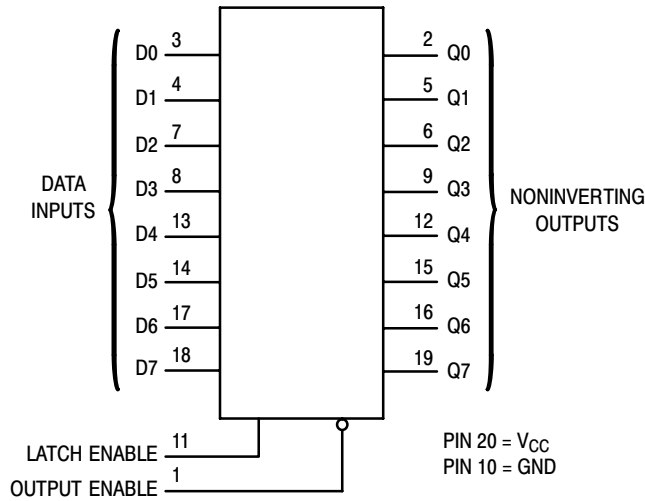 D0 3 2 Q0
D1 4 5 Q1
D2 7 6 Q2
D3 8 9 Q3
D4 13 12 Q4
D5 14 15 Q5
D6 17 16 Q6
D7 18 19 Q7
DATA
INPUTS
NONINVERTING
OUTPUTS
LATCH ENABLE 11
OUTPUT ENABLE 1
PIN 20 = VCC
PIN 10 = GND